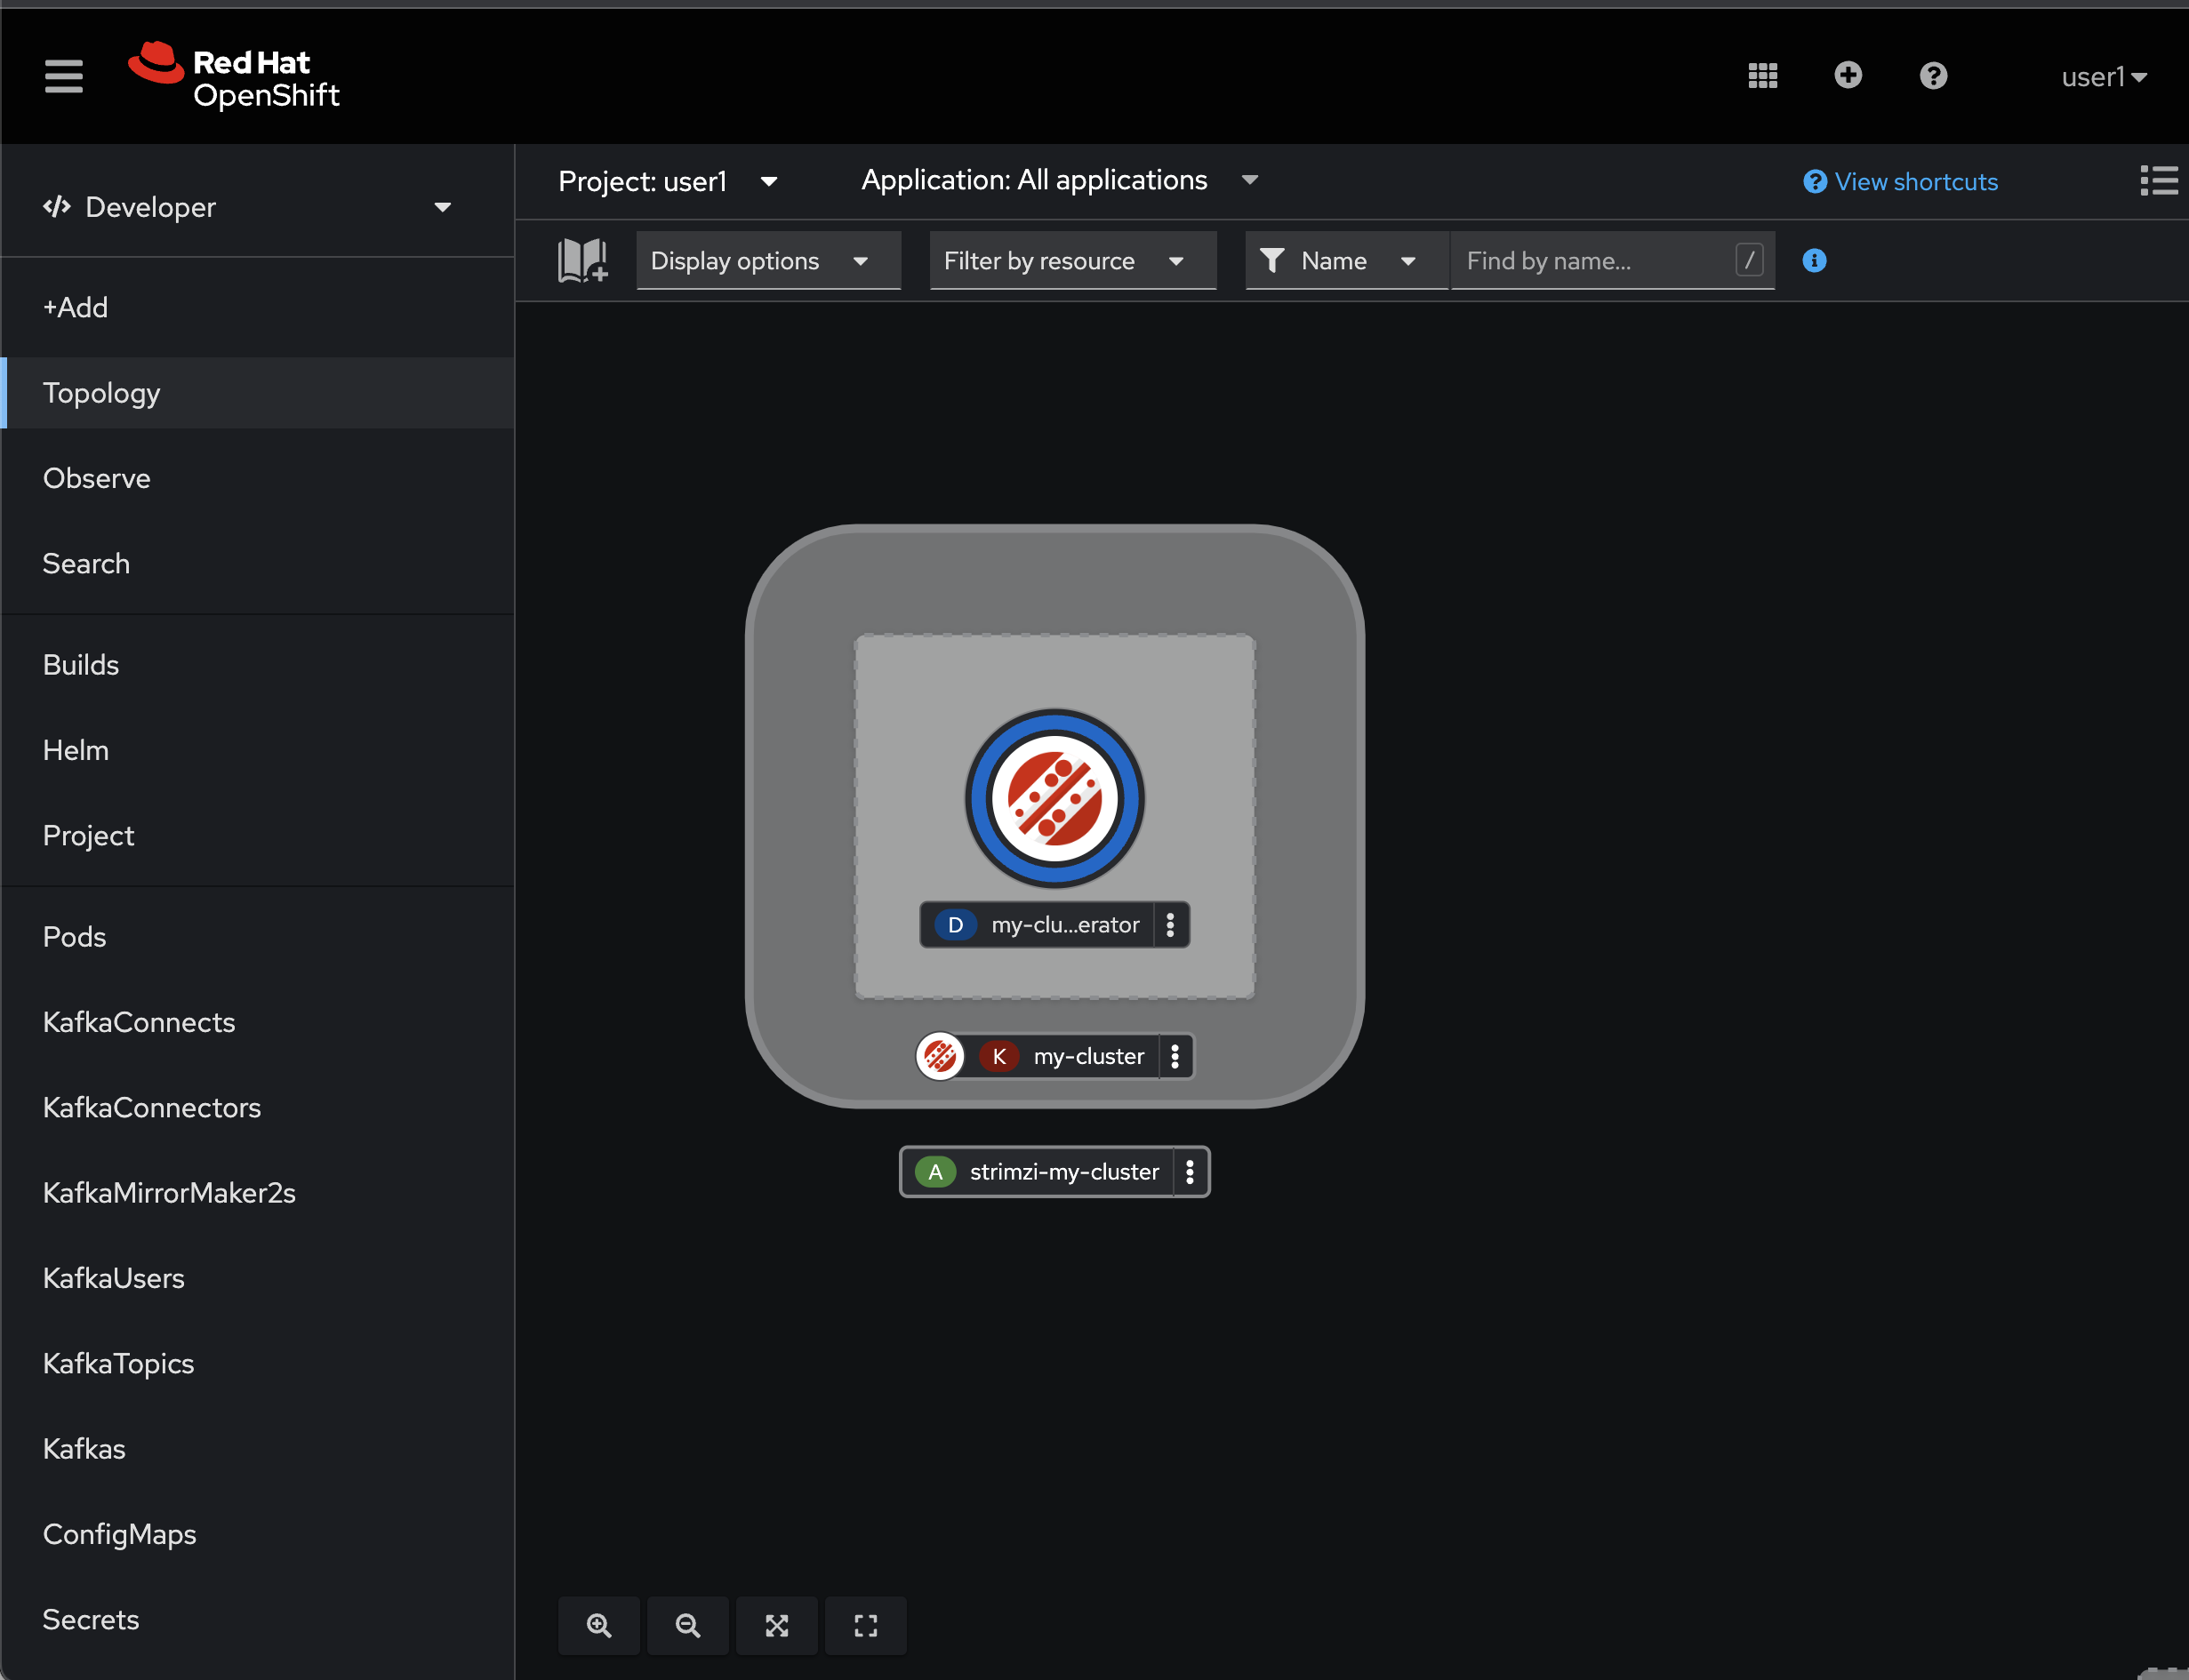 Red Hat
OpenShift
user1
Developer
+Add
Topology
Observe
Search
Builds
Helm
Project
Pods
KafkaConnects
KafkaConnectors
KafkaMirrorMaker2s
KafkaUsers
KafkaTopics
Kafkas
ConfigMaps
Secrets
Project: user1
Application: All applications
View shortcuts
Display options
Filter by resource
Name
Find by name...
/
D my-clu...erator
K my-cluster
A strimzi-my-cluster